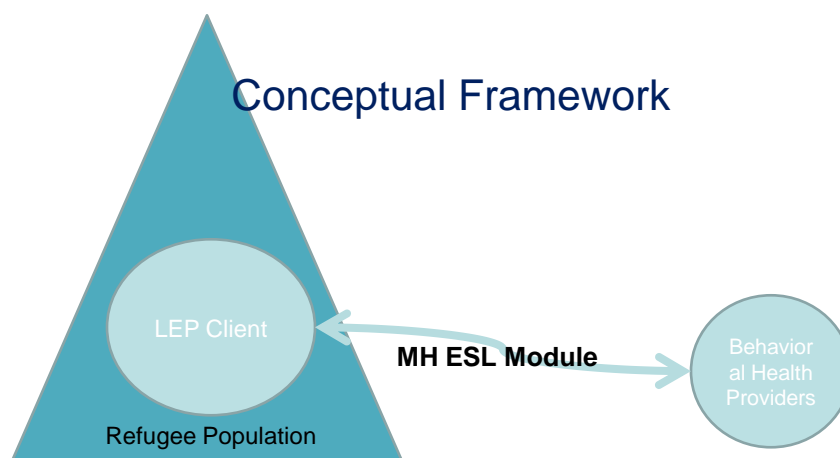 Conceptual Framework
LEP Client
MH ESL Module
Behavior
al Health
Providers
Refugee Population